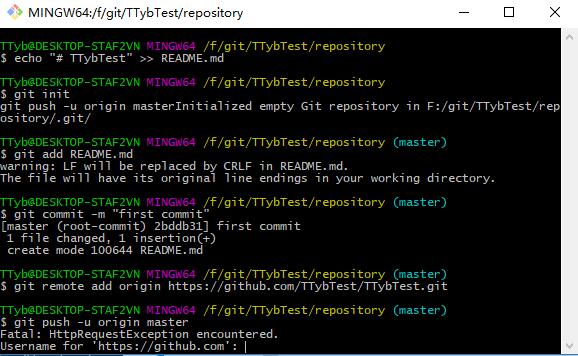 MINGW64:/f/git/TTybTest/repository
TTyb@DESKTOP-STAF2VN MINGW64 /f/git/TTybTest/repository
$ echo "# TTybTest" >> README.md
TTyb@DESKTOP-STAF2VN MINGW64 /f/git/TTybTest/repository
$ git init
git push -u origin masterInitialized empty Git repository in F:/git/TTybTest/rep
ository/.git/
TTyb@DESKTOP-STAF2VN MINGW64 /f/git/TTybTest/repository (master)
$ git add README.md
warning: LF will be replaced by CRLF in README.md.
The file will have its original line endings in your working directory.
TTyb@DESKTOP-STAF2VN MINGW64 /f/git/TTybTest/repository (master)
$ git commit -m "first commit"
[master (root-commit) 2bddb31] first commit
1 file changed, 1 insertion(+)
create mode 100644 README.md
TTyb@DESKTOP-STAF2VN MINGW64 /f/git/TTybTest/repository (master)
$ git remote add origin https://github.com/TTybTest/TTybTest.git
TTyb@DESKTOP-STAF2VN MINGW64 /f/git/TTybTest/repository (master)
$ git push -u origin master
Fatal: HttpRequestException encountered.
Username for 'https://github.com':